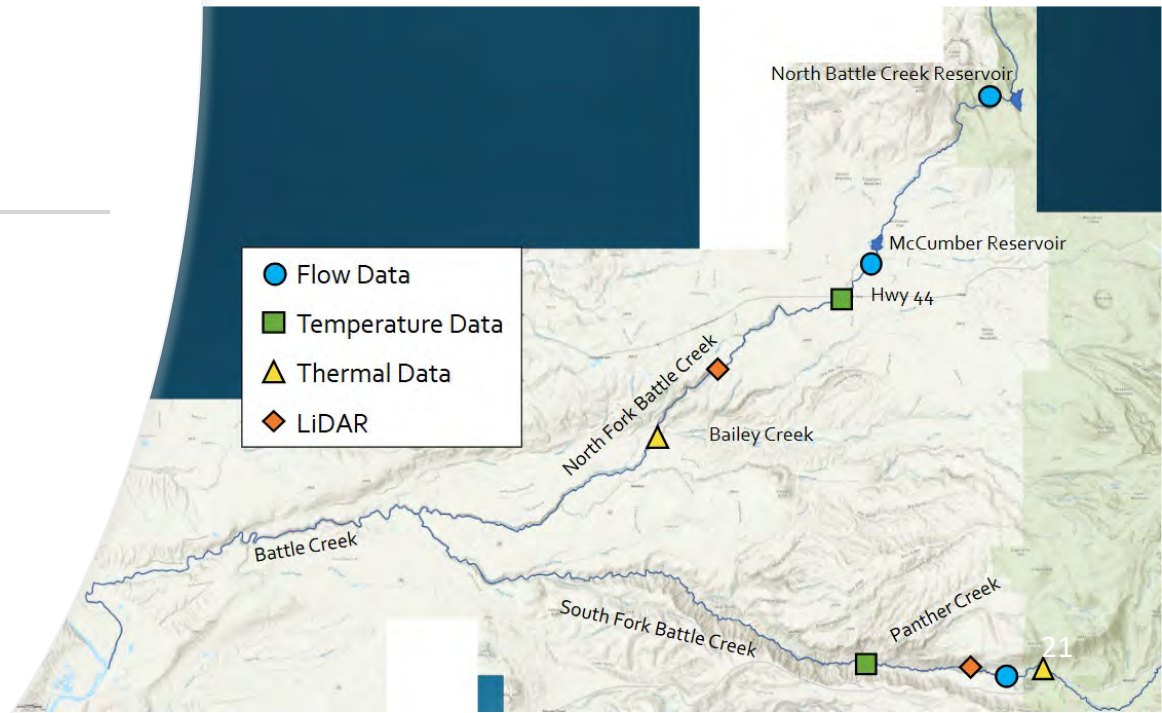 North Battle Creek Reservoir
McCumber Reservoir
Hwy 44
Flow Data
Temperature Data
Thermal Data
LiDAR
North Fork Battle Creek
Bailey Creek
Battle Creek
South Fork Battle Creek
Panther Creek
21